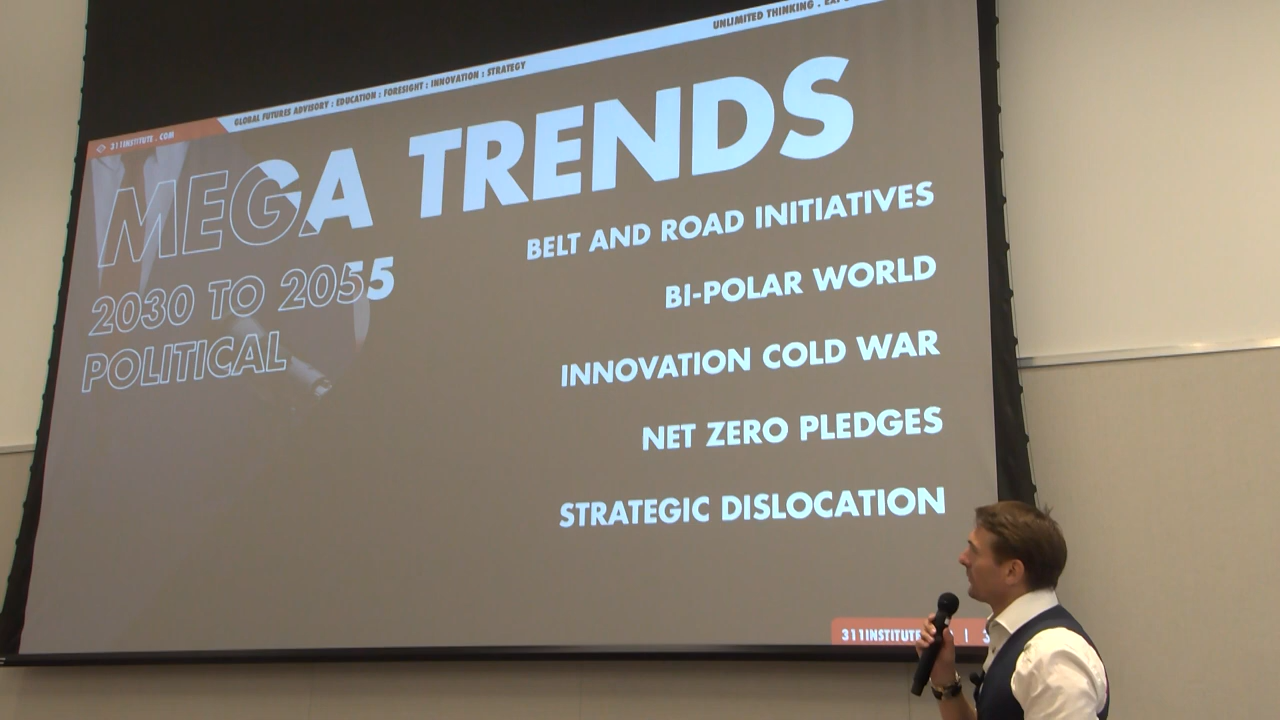 UNLIMITED THINKING .
GLOBAL FUTURES ADVISORY : EDUCATION : FORESIGHT : INNOVATION : STRATEGY
311INSTITUTE . COM
MEGA TRENDS
2030 TO 2055
POLITICAL
BELT AND ROAD INITIATIVES
BI-POLAR WORLD
INNOVATION COLD WAR
NET ZERO PLEDGES
STRATEGIC DISLOCATION
311INSTITUTE |